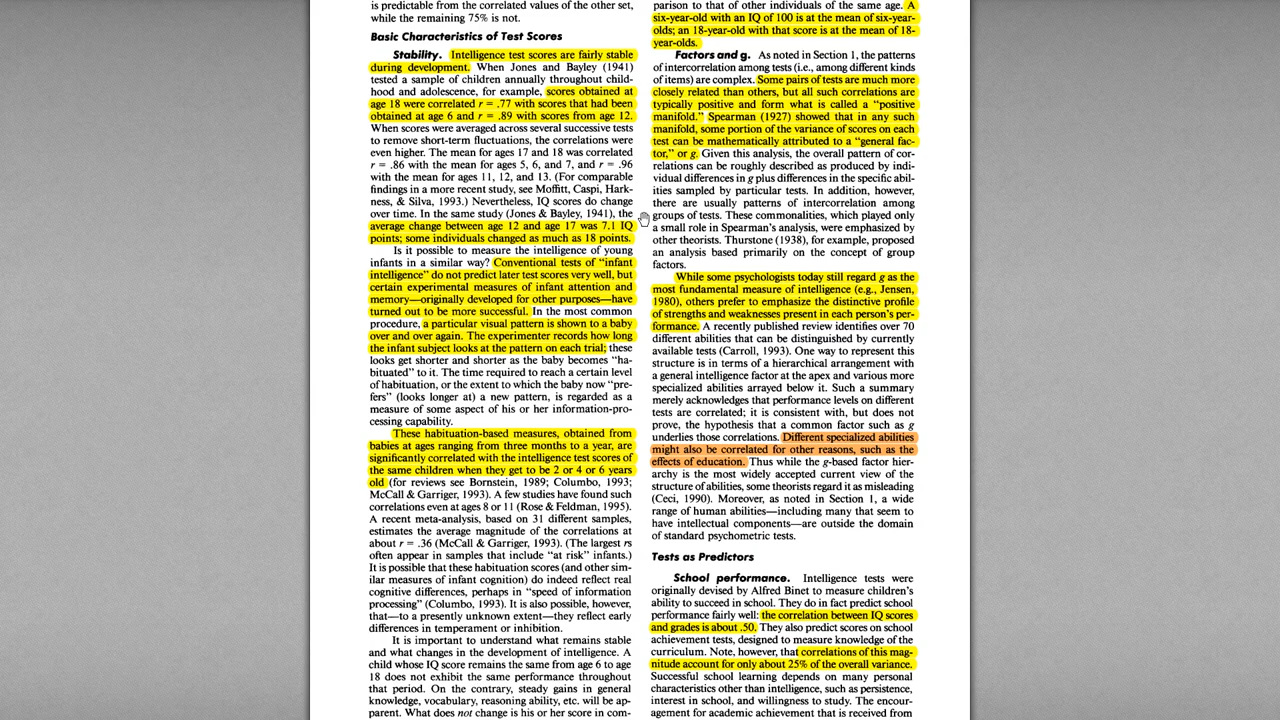 is predictable from the correlated values of the other set,
while the remaining 75% is not.
Basic Characteristics of Test Scores
Stability. Intelligence test scores are fairly stable
during development. When Jones and Bayley (1941)
tested a sample of children annually throughout child-
hood and adolescence, for example, scores obtained at
age 18 were correlated r = .77 with scores that had been
obtained at age 6 and r = .89 with scores from age 12.
When scores were averaged across several successive tests
to remove short-term fluctuations, the correlations were
even higher. The mean for ages 17 and 18 was correlated
r = .86 with the mean for ages 5, 6, and 7, and r = .96
with the mean for ages 11, 12, and 13. (For comparable
findings in a more recent study, see Moffitt, Caspi, Hark-
ness, & Silva, 1993.) Nevertheless, IQ scores do change
over time. In the same study (Jones & Bayley, 1941), the
average change between age 12 and age 17 was 7.1 IQ
points; some individuals changed as much as 18 points.
Is it possible to measure the intelligence of young
infants in a similar way? Conventional tests of “infant
intelligence” do not predict later test scores very well, but
certain experimental measures of infant attention and
memory—originally developed for other purposes—have
turned out to be more successful. In the most common
procedure, a particular visual pattern is shown to a baby
over and over again. The experimenter records how long
the infant subject looks at the pattern on each trial; these
looks get shorter and shorter as the baby becomes “ha-
bituated” to it. The time required to reach a certain level
of habituation, or the extent to which the baby now “pre-
fers” (looks longer at) a new pattern, is regarded as a
measure of some aspect of his or her information-pro-
cessing capability.
These habituation-based measures, obtained from
babies at ages ranging from three months to a year, are
significantly correlated with the intelligence test scores of
the same children when they get to be 2 or 4 or 6 years
old (for reviews see Bornstein, 1989; Columbo, 1993;
McCall & Garriger, 1993). A few studies have found such
correlations even at ages 8 or 11 (Rose & Feldman, 1995).
A recent meta-analysis, based on 31 different samples,
estimates the average magnitude of the correlations at
about r = .36 (McCall & Garriger, 1993). (The largest rs
often appear in samples that include “at risk” infants.)
It is possible that these habituation scores (and other sim-
ilar measures of infant cognition) do indeed reflect real
cognitive differences, perhaps in “speed of information
processing” (Columbo, 1993). It is also possible, however,
that—to a presently unknown extent—they reflect early
differences in temperament or inhibition.
It is important to understand what remains stable
and what changes in the development of intelligence. A
child whose IQ score remains the same from age 6 to age
18 does not exhibit the same performance throughout
that period. On the contrary, steady gains in general
knowledge, vocabulary, reasoning ability, etc. will be ap-
parent. What does not change is his or her score in com-
parison to that of other individuals of the same age. A
six-year-old with an IQ of 100 is at the mean of six-year-
olds; an 18-year-old with that score is at the mean of 18-
year-olds.
Factors and g. As noted in Section 1, the patterns
of intercorrelation among tests (i.e., among different kinds
of items) are complex. Some pairs of tests are much more
closely related than others, but all such correlations are
typically positive and form what is called a “positive
manifold.” Spearman (1927) showed that in any such
manifold, some portion of the variance of scores on each
test can be mathematically attributed to a “general fac-
tor,” or g. Given this analysis, the overall pattern of cor-
relations can be roughly described as produced by indi-
vidual differences in g plus differences in the specific abil-
ities sampled by particular tests. In addition, however,
there are usually patterns of intercorrelation among
groups of tests. These commonalities, which played only
a small role in Spearman's analysis, were emphasized by
other theorists. Thurstone (1938), for example, proposed
an analysis based primarily on the concept of group
factors.
While some psychologists today still regard g as the
most fundamental measure of intelligence (e.g., Jensen,
1980), others prefer to emphasize the distinctive profile
of strengths and weaknesses present in each person's per-
formance. A recently published review identifies over 70
different abilities that can be distinguished by currently
available tests (Carroll, 1993). One way to represent this
structure is in terms of a hierarchical arrangement with
a general intelligence factor at the apex and various more
specialized abilities arrayed below it. Such a summary
merely acknowledges that performance levels on different
tests are correlated; it is consistent with, but does not
prove, the hypothesis that a common factor such as g
underlies those correlations. Different specialized abilities
might also be correlated for other reasons, such as the
effects of education. Thus while the g-based factor hier-
archy is the most widely accepted current view of the
structure of abilities, some theorists regard it as misleading
(Ceci, 1990). Moreover, as noted in Section 1, a wide
range of human abilities—including many that seem to
have intellectual components—are outside the domain
of standard psychometric tests.
Tests as Predictors
School performance. Intelligence tests were
originally devised by Alfred Binet to measure children's
ability to succeed in school. They do in fact predict school
performance fairly well: the correlation between IQ scores
and grades is about .50. They also predict scores on school
achievement tests, designed to measure knowledge of the
curriculum. Note, however, that correlations of this mag-
nitude account for only about 25% of the overall variance.
Successful school learning depends on many personal
characteristics other than intelligence, such as persistence,
interest in school, and willingness to study. The encour-
agement for academic achievement that is received from